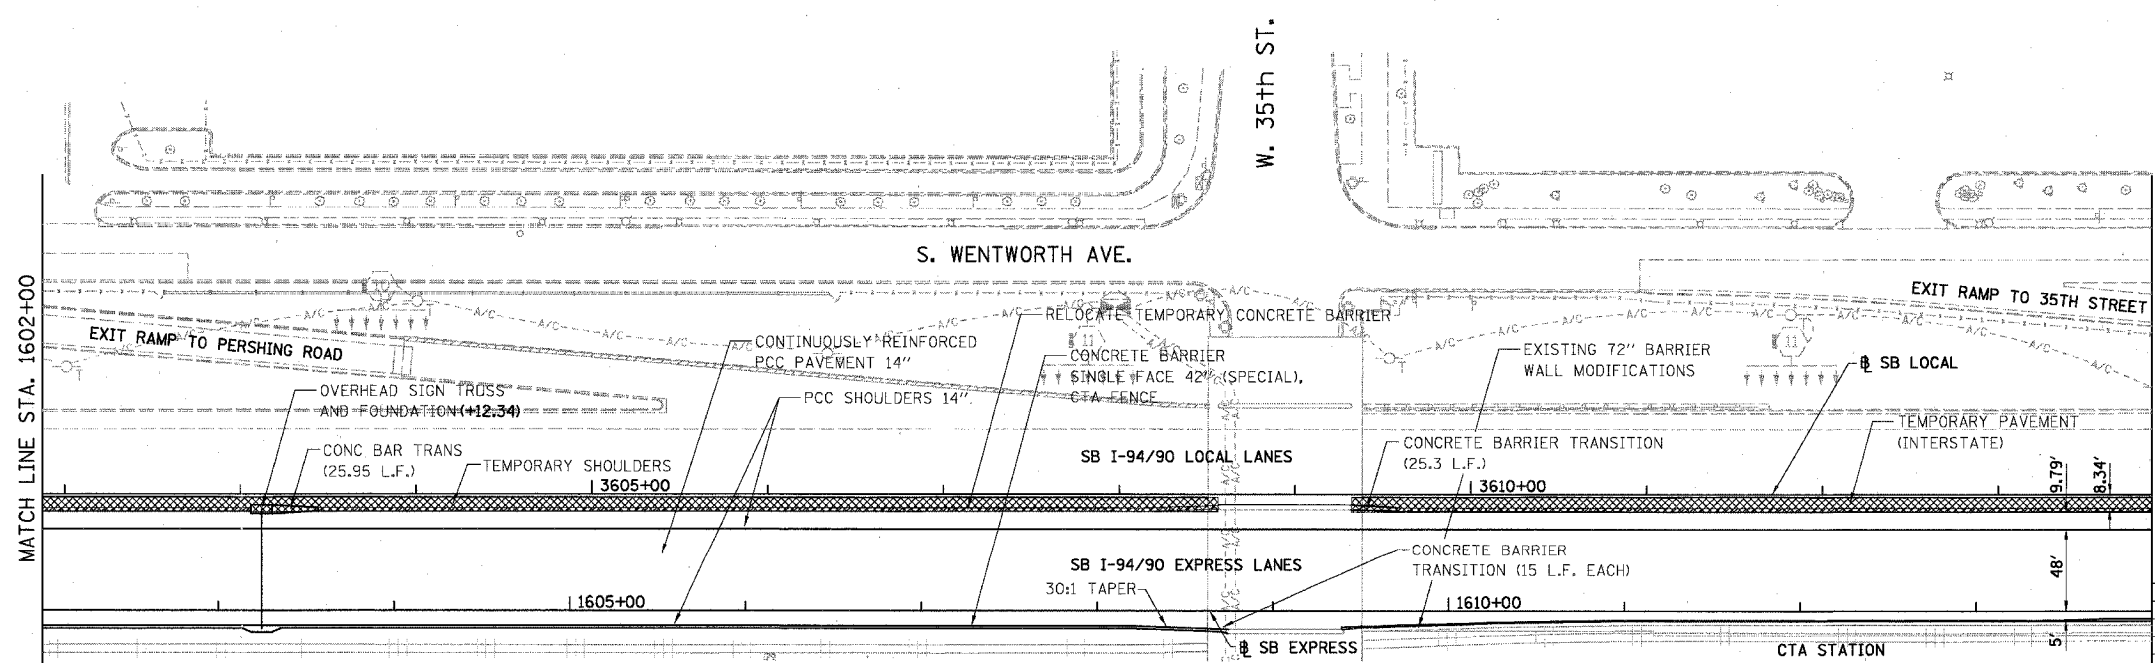 W. 35th ST.
S. WENTWORTH AVE.
MATCH LINE STA. 1602+00
EXIT RAMP TO PERSHING ROAD
EXIT RAMP TO 35TH STREET
RELOCATE TEMPORARY CONCRETE BARRIER
CONTINUOUSLY REINFORCED
PCC PAVEMENT 14"
CONCRETE BARRIER
SINGLE FACE 42" (SPECIAL),
CTA FENCE
EXISTING 72" BARRIER
WALL MODIFICATIONS
℄ SB LOCAL
OVERHEAD SIGN TRUSS
AND FOUNDATION (+12.34)
PCC SHOULDERS 14"
CONC BAR TRANS
(25.95 L.F.)
TEMPORARY SHOULDERS
SB I-94/90 LOCAL LANES
CONCRETE BARRIER TRANSITION
(25.3 L.F.)
TEMPORARY PAVEMENT
(INTERSTATE)
3605+00
3610+00
9.79'
8.34'
SB I-94/90 EXPRESS LANES
30:1 TAPER
CONCRETE BARRIER
TRANSITION (15 L.F. EACH)
48'
1605+00
1610+00
℄ SB EXPRESS
5'
CTA STATION
A/C
11
11